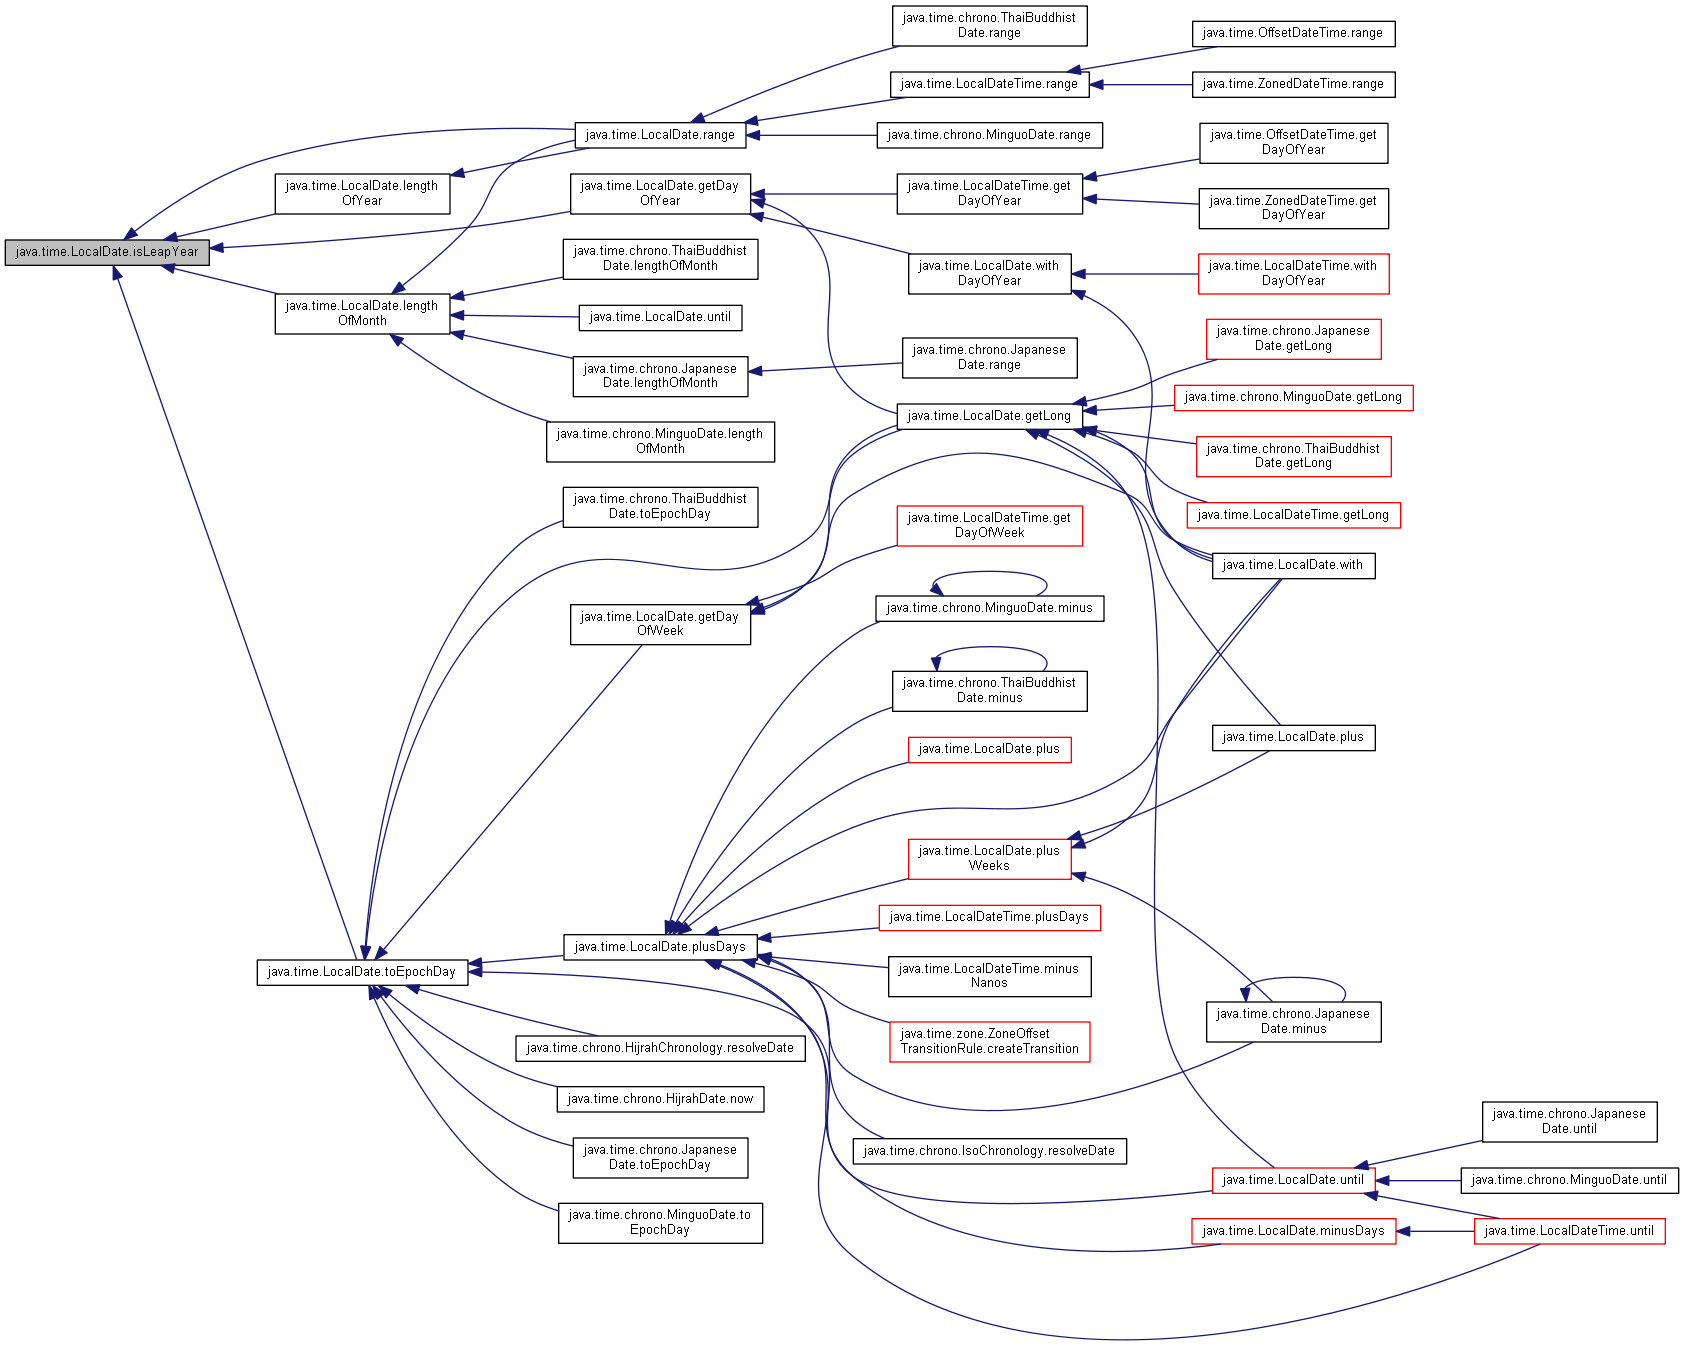 java.time.LocalDate.isLeapYear
java.time.LocalDate.length
OfYear
java.time.LocalDate.length
OfMonth
java.time.LocalDate.toEpochDay
java.time.LocalDate.range
java.time.LocalDate.getDay
OfYear
java.time.chrono.ThaiBuddhist
Date.lengthOfMonth
java.time.LocalDate.until
java.time.chrono.Japanese
Date.lengthOfMonth
java.time.chrono.MinguoDate.length
OfMonth
java.time.chrono.ThaiBuddhist
Date.toEpochDay
java.time.LocalDate.getDay
OfWeek
java.time.LocalDate.plusDays
java.time.chrono.HijrahChronology.resolveDate
java.time.chrono.HijrahDate.now
java.time.chrono.Japanese
Date.toEpochDay
java.time.chrono.MinguoDate.to
EpochDay
java.time.chrono.ThaiBuddhist
Date.range
java.time.LocalDateTime.range
java.time.chrono.MinguoDate.range
java.time.LocalDateTime.get
DayOfYear
java.time.LocalDate.with
DayOfYear
java.time.chrono.Japanese
Date.range
java.time.LocalDate.getLong
java.time.LocalDateTime.get
DayOfWeek
java.time.chrono.MinguoDate.minus
java.time.chrono.ThaiBuddhist
Date.minus
java.time.LocalDate.plus
java.time.LocalDate.plus
Weeks
java.time.LocalDateTime.plusDays
java.time.LocalDateTime.minus
Nanos
java.time.zone.ZoneOffset
TransitionRule.createTransition
java.time.chrono.IsoChronology.resolveDate
java.time.OffsetDateTime.range
java.time.ZonedDateTime.range
java.time.OffsetDateTime.get
DayOfYear
java.time.ZonedDateTime.get
DayOfYear
java.time.LocalDateTime.with
DayOfYear
java.time.chrono.Japanese
Date.getLong
java.time.chrono.MinguoDate.getLong
java.time.chrono.ThaiBuddhist
Date.getLong
java.time.LocalDateTime.getLong
java.time.LocalDate.with
java.time.LocalDate.plus
java.time.chrono.Japanese
Date.minus
java.time.LocalDate.until
java.time.LocalDate.minusDays
java.time.chrono.Japanese
Date.until
java.time.chrono.MinguoDate.until
java.time.LocalDateTime.until